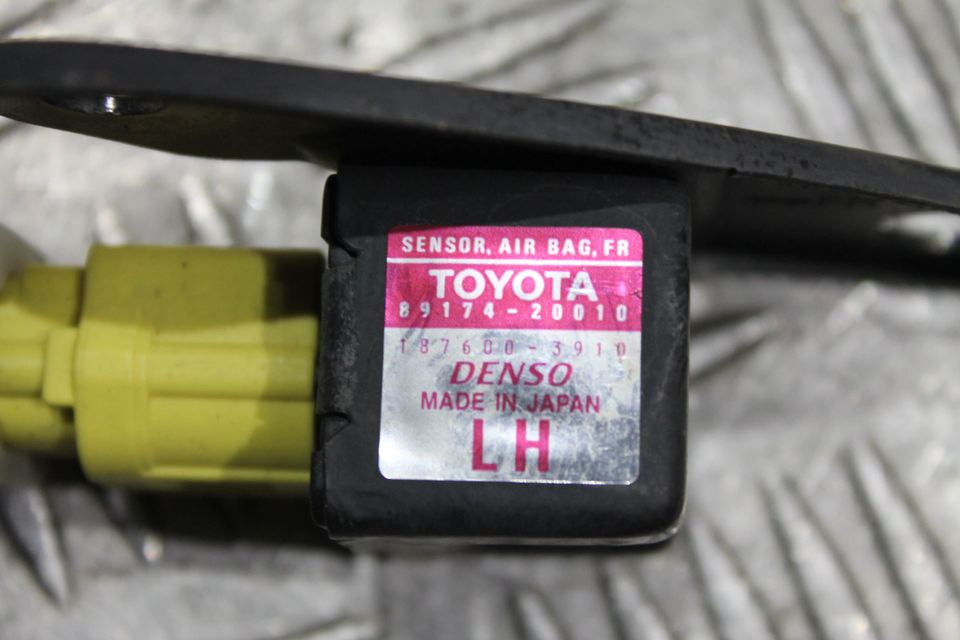 SENSOR, AIR BAG, FR
TOYOTA
89174-20010
187600-3910
DENSO
MADE IN JAPAN
LH